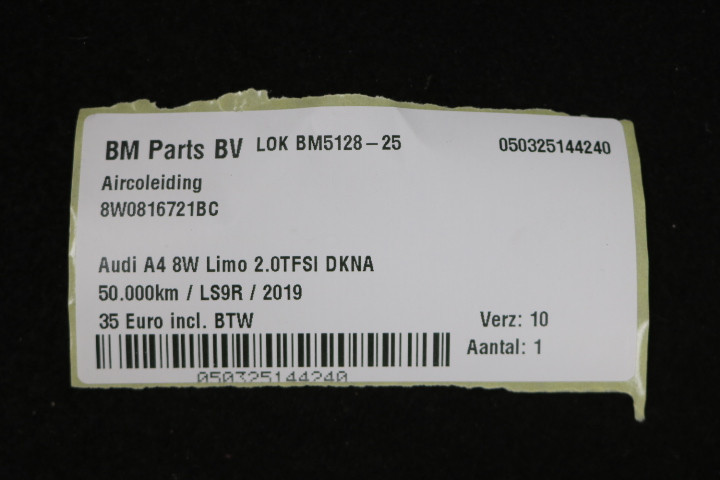 BM Parts BV LOK BM5128-25 050325144240
Aircoleiding
8W0816721BC
Audi A4 8W Limo 2.0TFSI DKNA
50.000km / LS9R / 2019
35 Euro incl. BTW Verz: 10
Aantal: 1
050325144240